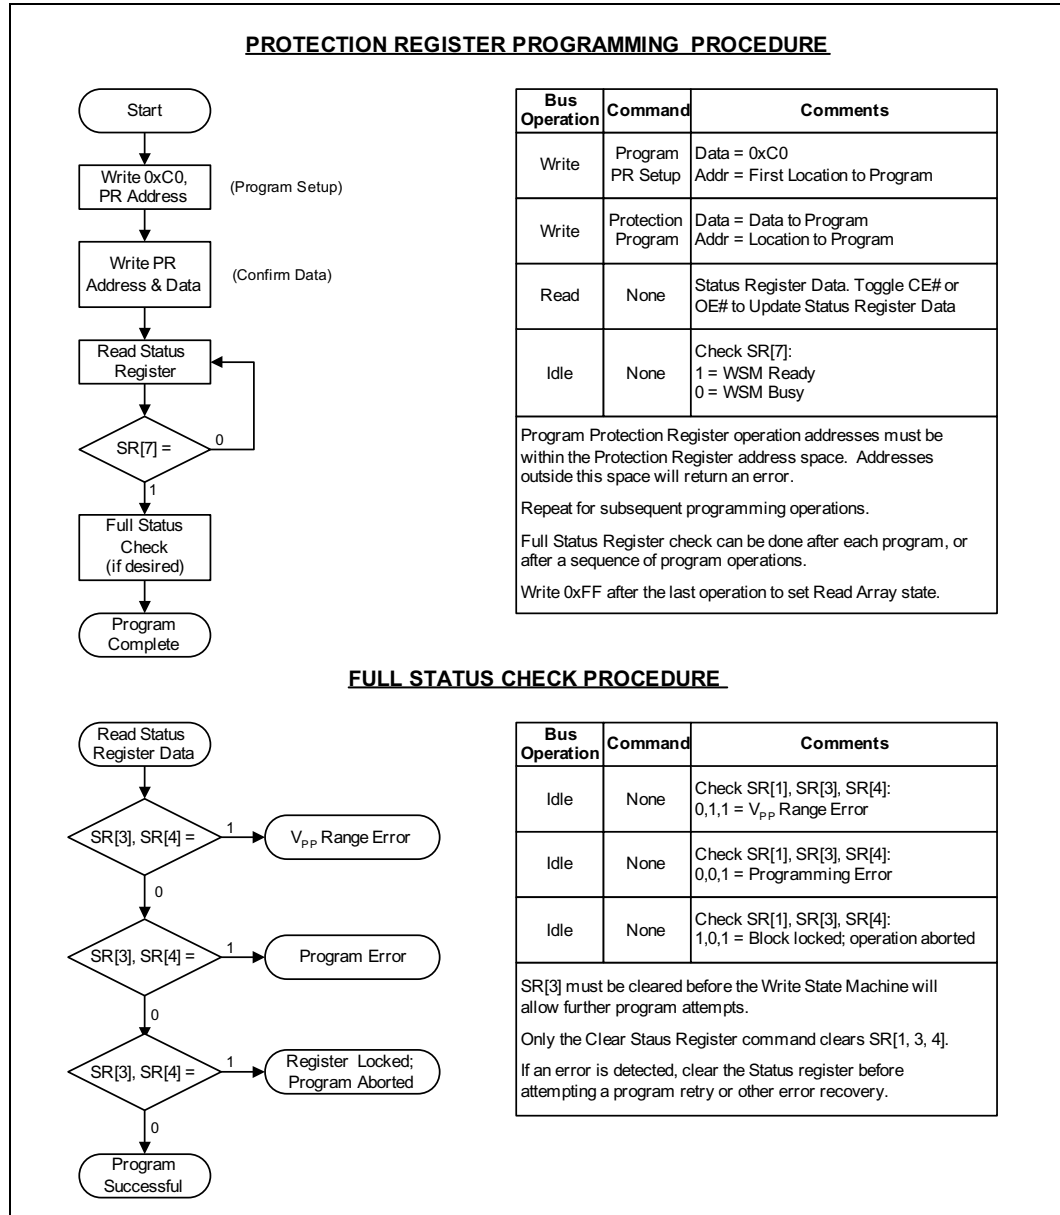 PROTECTION REGISTER PROGRAMMING PROCEDURE
Start
Write 0xC0,
PR Address
(Program Setup)
Write PR
Address & Data
(Confirm Data)
Read Status
Register
SR[7] =
0
1
Full Status
Check
(if desired)
Program
Complete
Bus
Operation
Command
Comments
Write
Program
PR Setup
Data = 0xC0
Addr = First Location to Program
Write
Protection
Program
Data = Data to Program
Addr = Location to Program
Read
None
Status Register Data. Toggle CE# or
OE# to Update Status Register Data
Idle
None
Check SR[7]:
1 = WSM Ready
0 = WSM Busy
Program Protection Register operation addresses must be
within the Protection Register address space. Addresses
outside this space will return an error.
Repeat for subsequent programming operations.
Full Status Register check can be done after each program, or
after a sequence of program operations.
Write 0xFF after the last operation to set Read Array state.
FULL STATUS CHECK PROCEDURE
Read Status
Register Data
SR[3], SR[4] =
1
VPP Range Error
0
SR[3], SR[4] =
1
Program Error
0
SR[3], SR[4] =
1
Register Locked;
Program Aborted
0
Program
Successful
Bus
Operation
Command
Comments
Idle
None
Check SR[1], SR[3], SR[4]:
0,1,1 = VPP Range Error
Idle
None
Check SR[1], SR[3], SR[4]:
0,0,1 = Programming Error
Idle
None
Check SR[1], SR[3], SR[4]:
1,0,1 = Block locked; operation aborted
SR[3] must be cleared before the Write State Machine will
allow further program attempts.
Only the Clear Staus Register command clears SR[1, 3, 4].
If an error is detected, clear the Status register before
attempting a program retry or other error recovery.